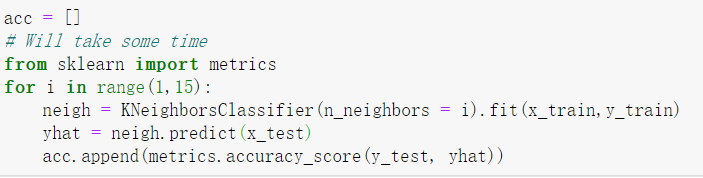 acc = []
# Will take some time
from sklearn import metrics
for i in range(1,15):
    neigh = KNeighborsClassifier(n_neighbors = i).fit(x_train,y_train)
    yhat = neigh.predict(x_test)
    acc.append(metrics.accuracy_score(y_test, yhat))